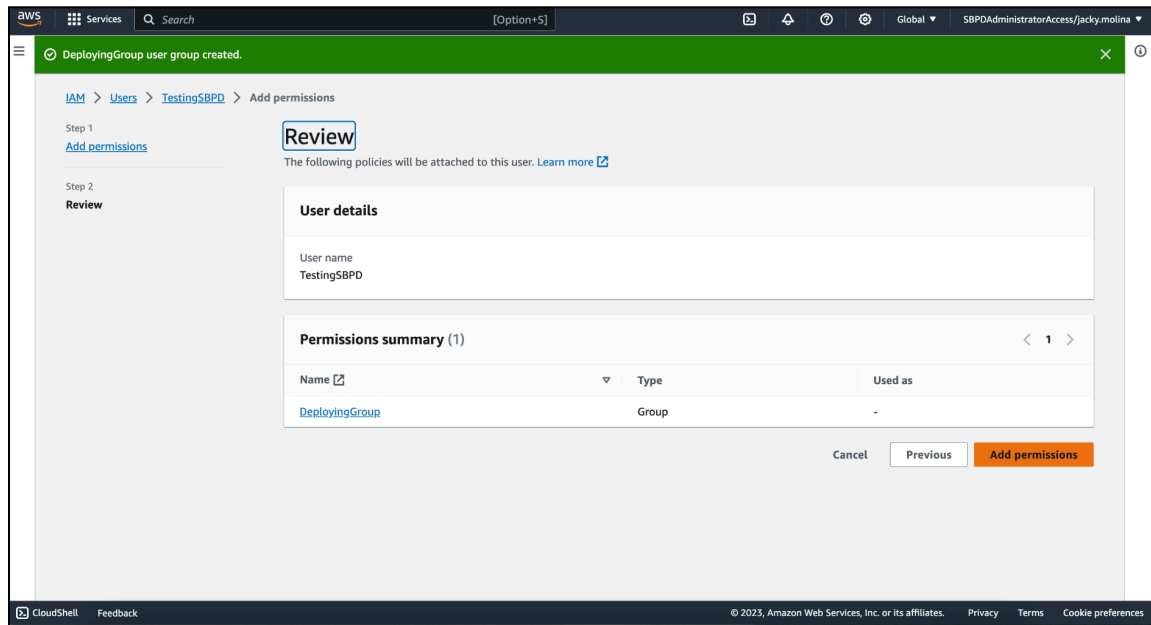 aws Services Search [Option+S] Global ▼ SBPDAdministratorAccess/jacky.molina ▼
DeployingGroup user group created.
IAM > Users > TestingSBPD > Add permissions
Step 1
Add permissions
Step 2
Review
Review
The following policies will be attached to this user. Learn more
User details
User name
TestingSBPD
Permissions summary (1) < 1 >
Name Type Used as
DeployingGroup Group -
Cancel Previous Add permissions
CloudShell Feedback © 2023, Amazon Web Services, Inc. or its affiliates. Privacy Terms Cookie preferences